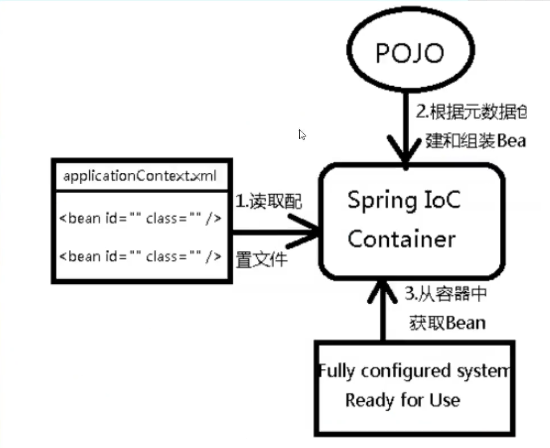 POJO
2.根据元数据创
建和组装Bea
applicationContext.xml
<bean id="" class="" />
<bean id="" class="" />
1.读取配
置文件
Spring IoC
Container
3.从容器中
获取Bean
Fully configured system
Ready for Use